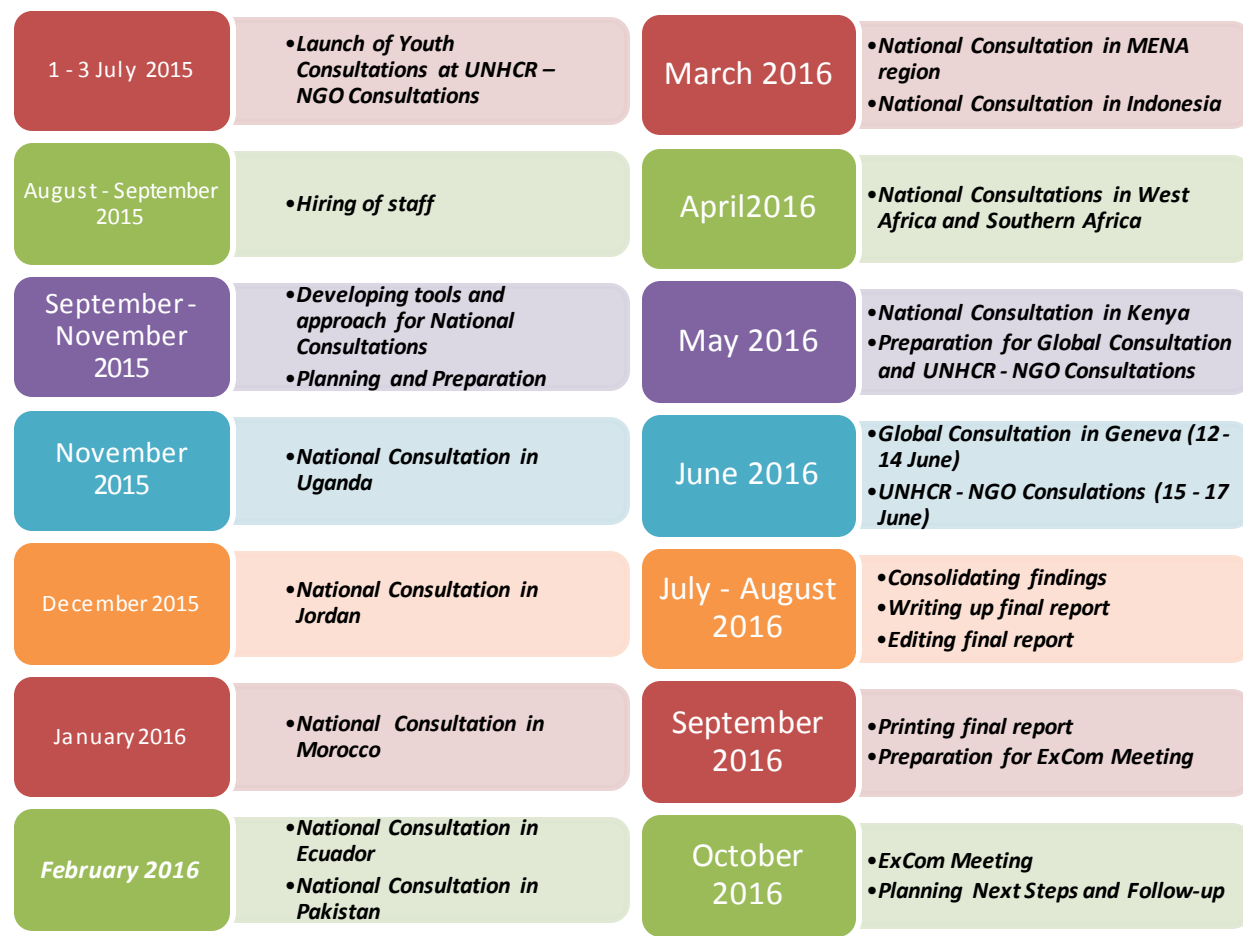 1 - 3 July 2015
•Launch of Youth
Consultations at UNHCR –
NGO Consultations
August - September
2015
•Hiring of staff
September -
November
2015
•Developing tools and
approach for National
Consultations
•Planning and Preparation
November
2015
•National Consultation in
Uganda
December 2015
•National Consultation in
Jordan
January 2016
•National Consultation in
Morocco
February 2016
•National Consultation in
Ecuador
•National Consultation in
Pakistan
March 2016
•National Consultation in MENA
region
•National Consultation in Indonesia
April2016
•National Consultations in West
Africa and Southern Africa
May 2016
•National Consultation in Kenya
•Preparation for Global Consultation
and UNHCR - NGO Consultations
June 2016
•Global Consultation in Geneva (12 -
14 June)
•UNHCR - NGO Consulations (15 - 17
June)
July - August
2016
•Consolidating findings
•Writing up final report
•Editing final report
September
2016
•Printing final report
•Preparation for ExCom Meeting
October
2016
•ExCom Meeting
•Planning Next Steps and Follow-up